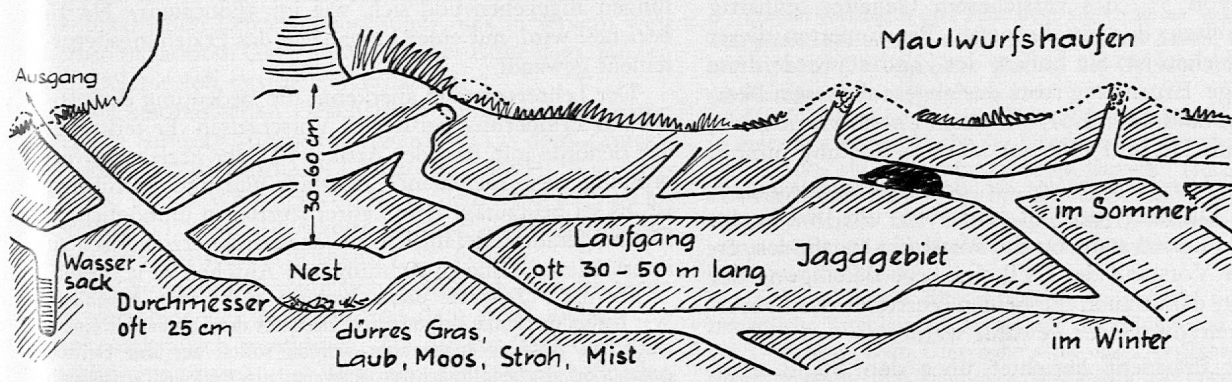 Maulwurfshaufen
Ausgang
30-60 cm
im Sommer
Wasser-
sack
Nest
Laufgang
oft 30-50 m lang
Jagdgebiet
Durchmesser
oft 25 cm
dürres Gras,
Laub, Moos, Stroh, Mist
im Winter